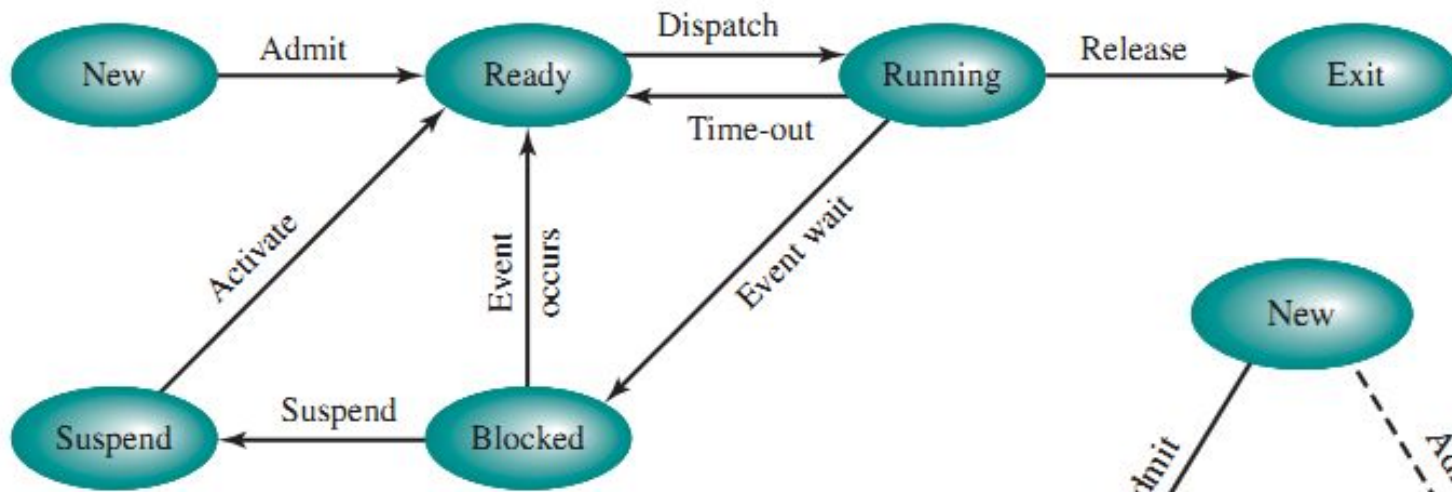 New
Admit
Ready
Dispatch
Running
Release
Exit
Time-out
Activate
Event
occurs
Event wait
New
Suspend
Suspend
Blocked